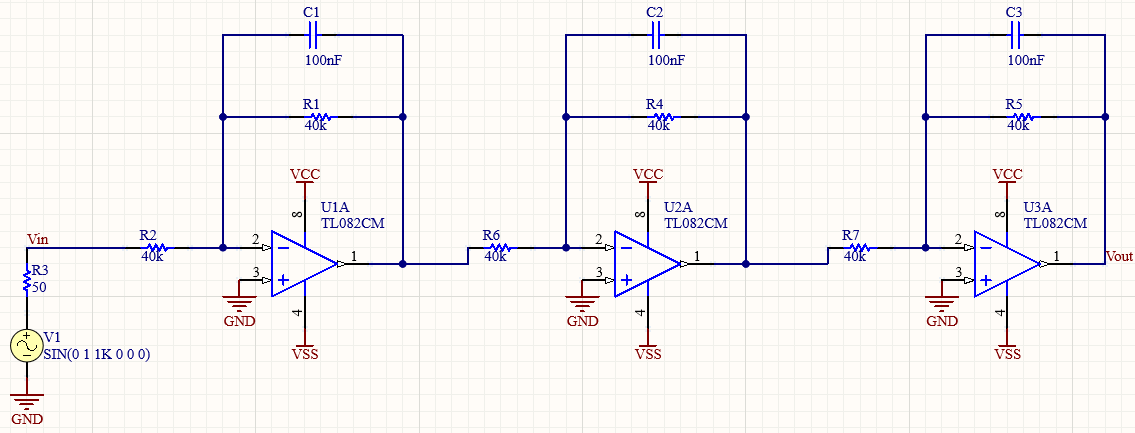 C1
100nF
R1
40k
VCC
8
U1A
TL082CM
Vin
R2
40k
2
3
1
4
GND
VSS
R3
50
V1
SIN(0 1 1K 0 0 0)
GND
C2
100nF
R4
40k
VCC
8
U2A
TL082CM
R6
40k
2
3
1
4
GND
VSS
C3
100nF
R5
40k
VCC
8
U3A
TL082CM
R7
40k
2
3
1
4
Vout
GND
VSS